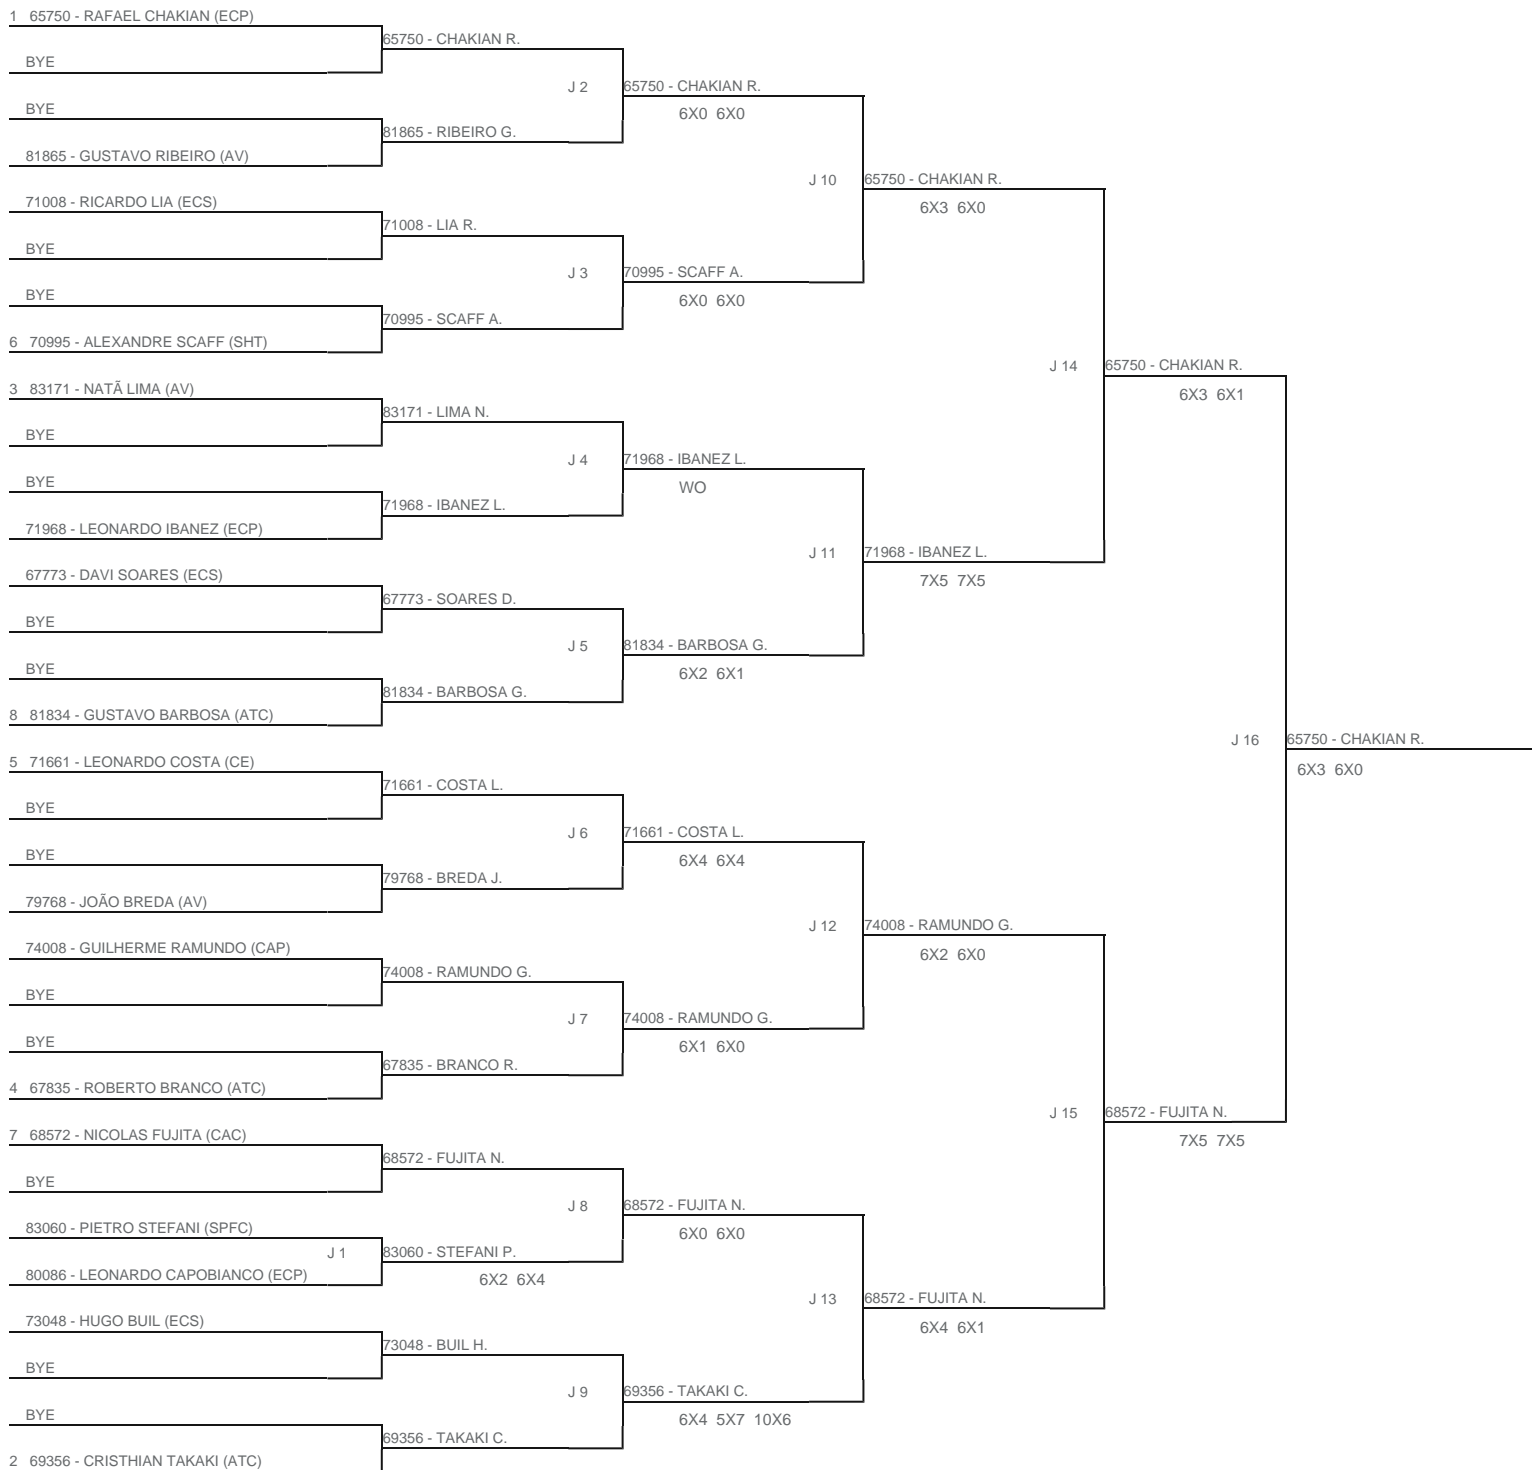 1 65750 - RAFAEL CHAKIAN (ECP)
65750 - CHAKIAN R.
BYE
J 2
65750 - CHAKIAN R.
6X0 6X0
BYE
81865 - RIBEIRO G.
81865 - GUSTAVO RIBEIRO (AV)
J 10
65750 - CHAKIAN R.
6X3 6X0
71008 - RICARDO LIA (ECS)
71008 - LIA R.
BYE
J 3
70995 - SCAFF A.
6X0 6X0
BYE
70995 - SCAFF A.
6 70995 - ALEXANDRE SCAFF (SHT)
J 14
65750 - CHAKIAN R.
6X3 6X1
3 83171 - NATÃ LIMA (AV)
83171 - LIMA N.
BYE
J 4
71968 - IBANEZ L.
WO
BYE
71968 - IBANEZ L.
71968 - LEONARDO IBANEZ (ECP)
J 11
71968 - IBANEZ L.
7X5 7X5
67773 - DAVI SOARES (ECS)
67773 - SOARES D.
BYE
J 5
81834 - BARBOSA G.
6X2 6X1
BYE
81834 - BARBOSA G.
8 81834 - GUSTAVO BARBOSA (ATC)
J 16
65750 - CHAKIAN R.
6X3 6X0
5 71661 - LEONARDO COSTA (CE)
71661 - COSTA L.
BYE
J 6
71661 - COSTA L.
6X4 6X4
BYE
79768 - BREDA J.
79768 - JOÃO BREDA (AV)
J 12
74008 - RAMUNDO G.
6X2 6X0
74008 - GUILHERME RAMUNDO (CAP)
74008 - RAMUNDO G.
BYE
J 7
74008 - RAMUNDO G.
6X1 6X0
BYE
67835 - BRANCO R.
4 67835 - ROBERTO BRANCO (ATC)
J 15
68572 - FUJITA N.
7X5 7X5
7 68572 - NICOLAS FUJITA (CAC)
68572 - FUJITA N.
BYE
J 8
68572 - FUJITA N.
6X0 6X0
83060 - PIETRO STEFANI (SPFC)
J 1
83060 - STEFANI P.
6X2 6X4
80086 - LEONARDO CAPOBIANCO (ECP)
J 13
68572 - FUJITA N.
6X4 6X1
73048 - HUGO BUIL (ECS)
73048 - BUIL H.
BYE
J 9
69356 - TAKAKI C.
6X4 5X7 10X6
BYE
69356 - TAKAKI C.
2 69356 - CRISTHIAN TAKAKI (ATC)